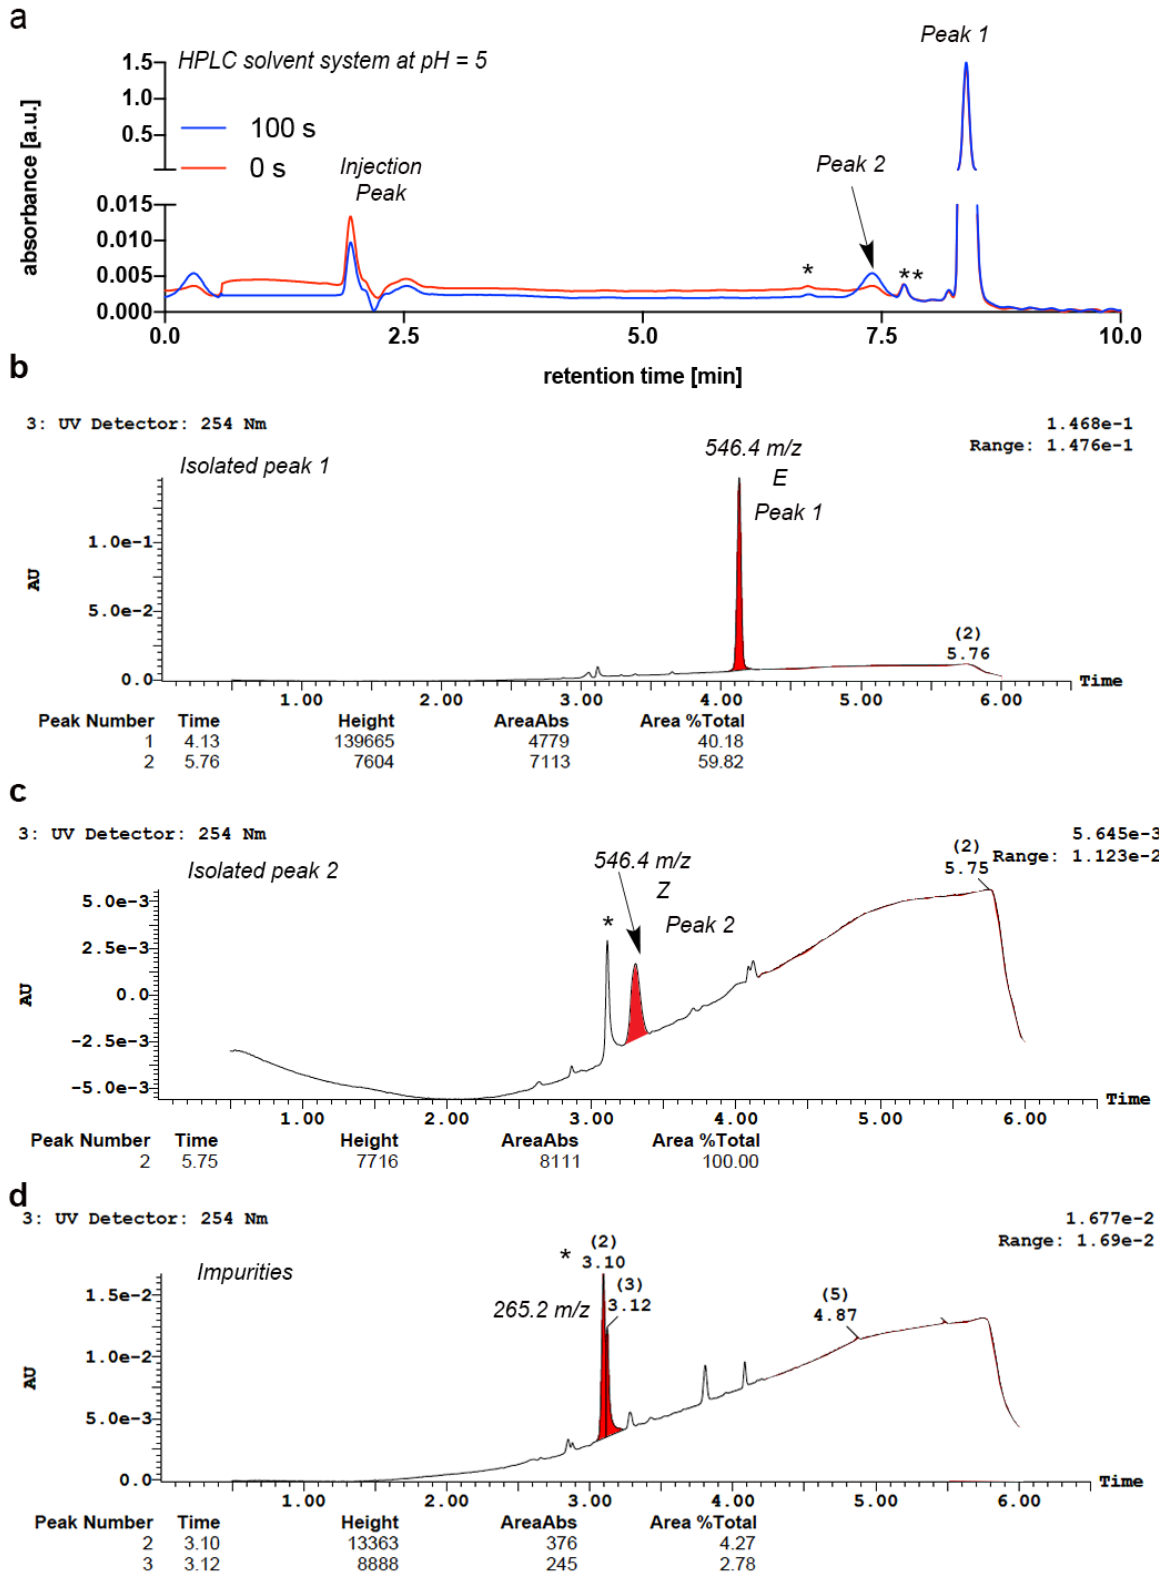 a
Peak 1
HPLC solvent system at pH = 5
1.5
1.0
0.5
100 s
0 s
Injection
Peak
Peak 2
absorbance [a.u.]
0.015
0.010
0.005
0.000
*
**
0.0 2.5 5.0 7.5 10.0
retention time [min]
b
3: UV Detector: 254 Nm 1.468e-1
Range: 1.476e-1
Isolated peak 1
546.4 m/z
E
Peak 1
AU
1.0e-1
5.0e-2
0.0
(2)
5.76
Time
1.00 2.00 3.00 4.00 5.00 6.00
Peak Number Time Height AreaAbs Area %Total
1 4.13 139665 4779 40.18
2 5.76 7604 7113 59.82
c
3: UV Detector: 254 Nm 5.645e-3
Range: 1.123e-2
Isolated peak 2
546.4 m/z
Z
Peak 2
*
(2)
5.75
AU
5.0e-3
2.5e-3
0.0
-2.5e-3
-5.0e-3
Time
1.00 2.00 3.00 4.00 5.00 6.00
Peak Number Time Height AreaAbs Area %Total
2 5.75 7716 8111 100.00
d
3: UV Detector: 254 Nm 1.677e-2
Range: 1.69e-2
Impurities
*
(2)
3.10
(3)
3.12
265.2 m/z
(5)
4.87
AU
1.5e-2
1.0e-2
5.0e-3
0.0
Time
1.00 2.00 3.00 4.00 5.00 6.00
Peak Number Time Height AreaAbs Area %Total
2 3.10 13363 376 4.27
3 3.12 8888 245 2.78